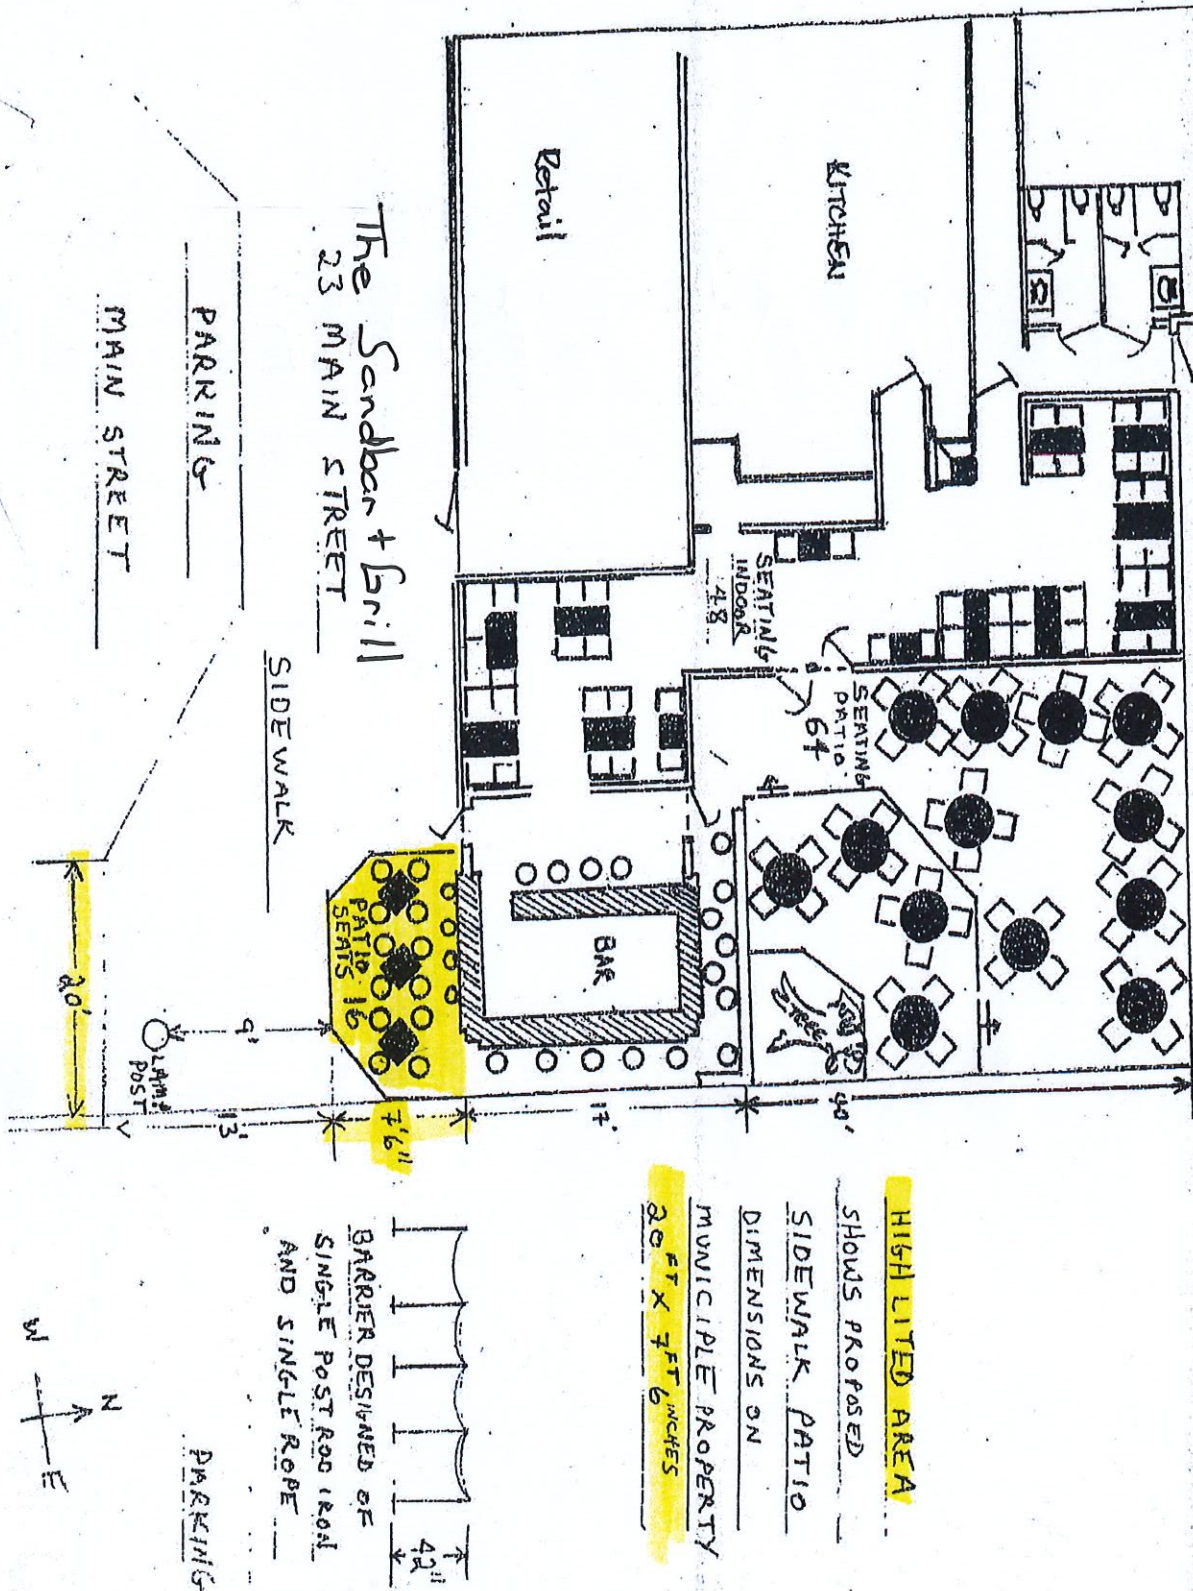 HIGHLITED AREA
SHOWS PROPOSED
SIDEWALK PATIO
DIMENSIONS ON
MUNICIPLE PROPERTY
20 FT X 7 FT 6 INCHES
KITCHEN
Retail
SEATING
INDOOR
48
SEATING
PATIO
64
BAR
TREE
PATIO 16
SEATS
The Sandbar + Grill
23 MAIN STREET
SIDEWALK
PARKING
MAIN STREET
20'
9'
LAMP
POST
13'
7'6"
17'
40'
42"
BARRIER DESIGNED OF
SINGLE POST ROD IRON
AND SINGLE ROPE
PARKING
N
W
E